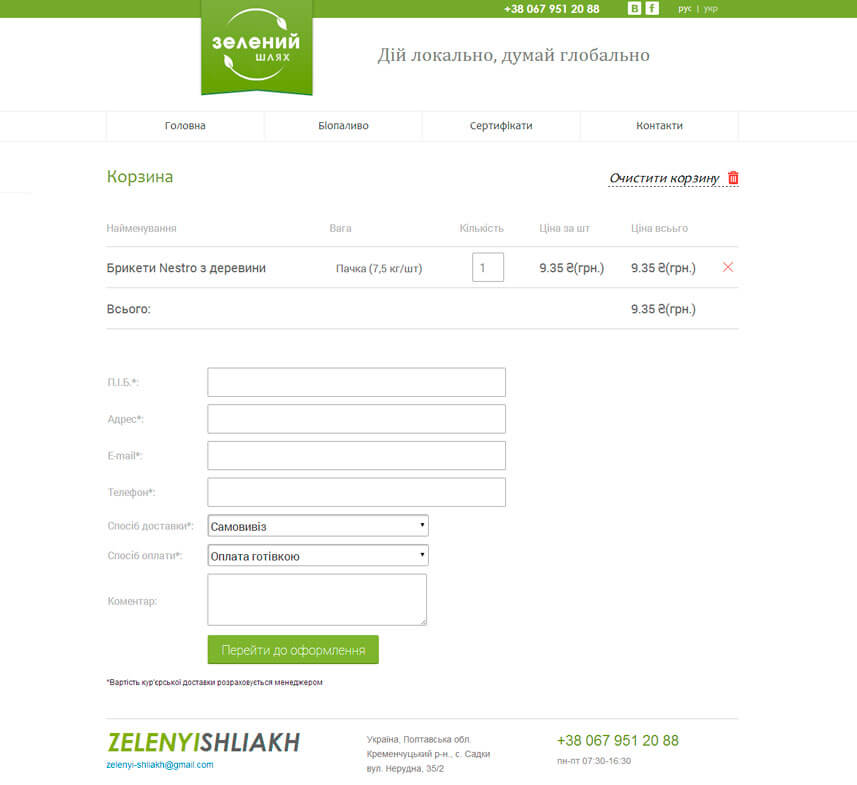 +38 067 951 20 88 В f рус | укр
зелений
шлях
Дій локально, думай глобально
Головна Біопаливо Сертифікати Контакти
Корзина Очистити корзину
Найменування Вага Кількість Ціна за шт Ціна всього
Брикети Nestro з деревини Пачка (7,5 кг/шт) 1 9.35 ₴(грн.) 9.35 ₴(грн.)
Всього: 9.35 ₴(грн.)
П.І.Б.*:
Адрес*:
E-mail*:
Телефон*:
Спосіб доставки*: Самовивіз
Спосіб оплати*: Оплата готівкою
Коментар:
Перейти до оформлення
*Вартість кур'єрської доставки розраховується менеджером
ZELENYISHLIAKH
zelenyi-shliakh@gmail.com
Україна, Полтавська обл.
Кременчуцький р-н., с. Садки
вул. Нерудна, 35/2
+38 067 951 20 88
пн-пт 07:30-16:30